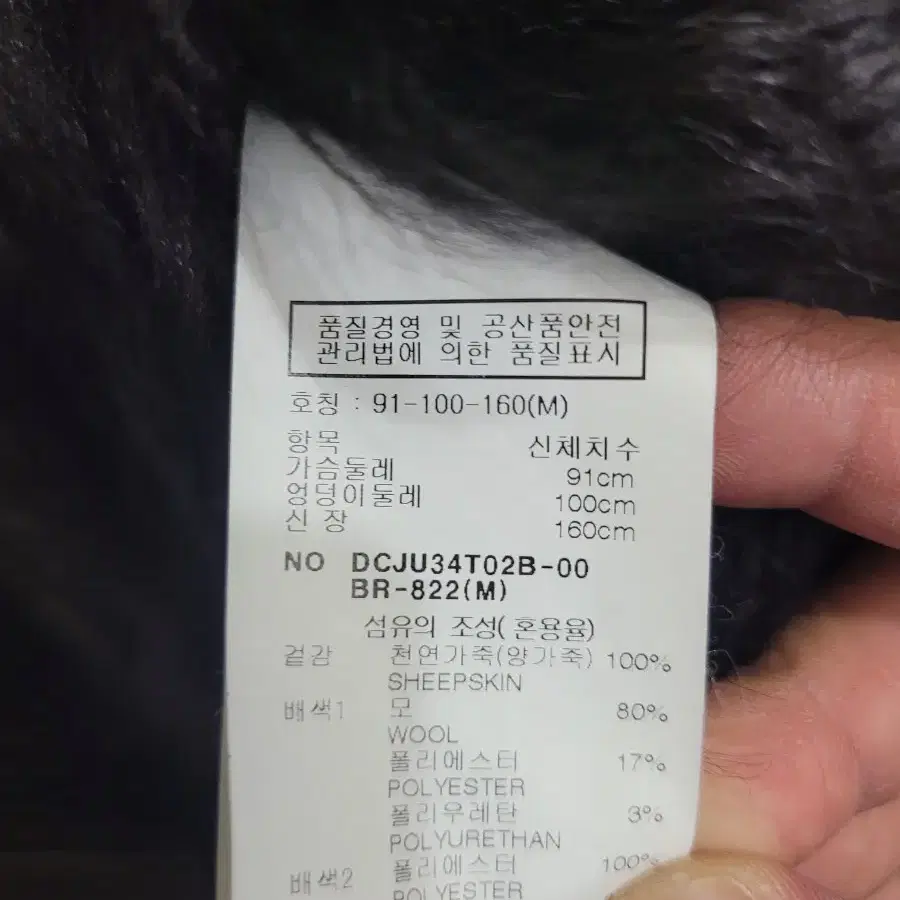 품질경영 및 공산품안전
관리법에 의한 품질표시
호칭 : 91-100-160(M)
항목 신체치수
가슴둘레 91cm
엉덩이둘레 100cm
신 장 160cm
NO DCJU34T02B-00
BR-822(M)
섬유의 조성( 혼용율)
겉감 천연가죽(양가죽) 100%
SHEEPSKIN
배색1 모 80%
WOOL
폴리에스터 17%
POLYESTER
폴리우레탄 3%
POLYURETHAN
배색2 폴리에스터 100%
POLYESTER